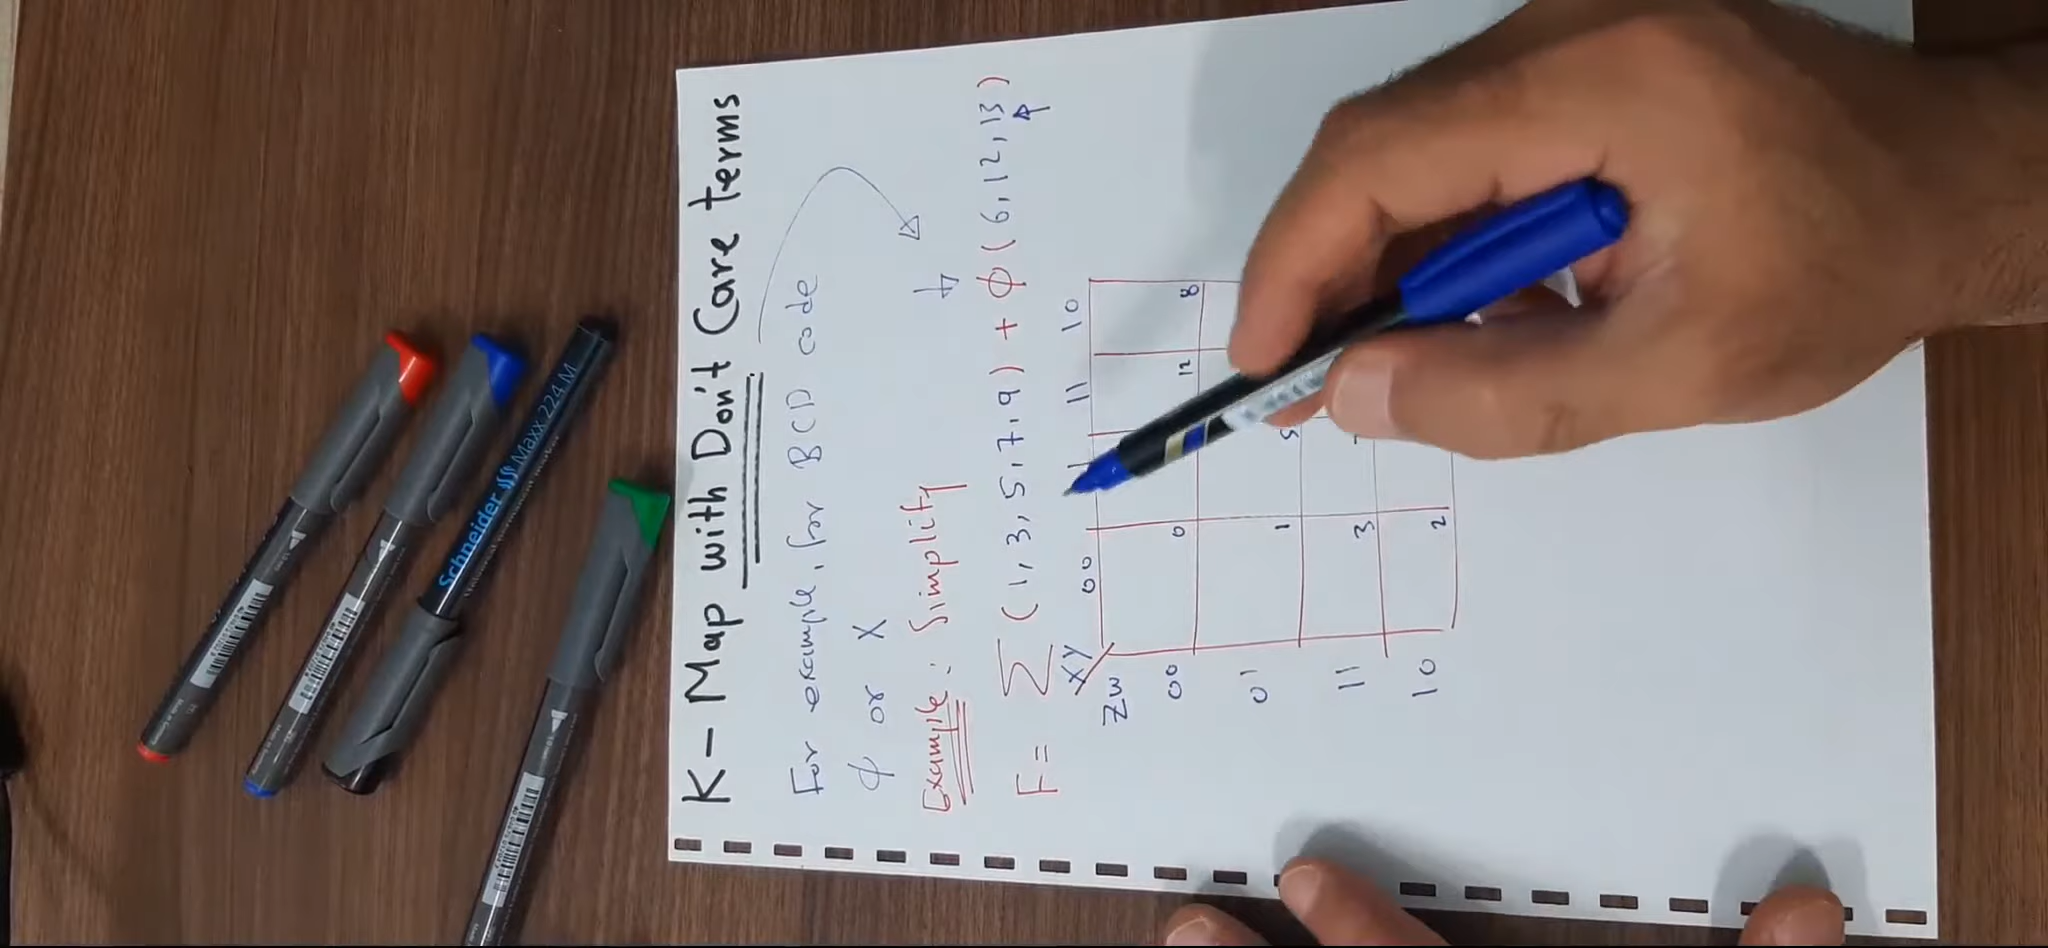 K-Map with Don't Care terms
For example, for BCD code
ϕ or X
Example: Simplify
F = Σ (1, 3, 5, 7, 9) + ϕ (6, 12, 13)
XY 00 11 10
ZW
00 0 12 8
01 1 5
11 3
10 2
Schneider Maxx 224 M